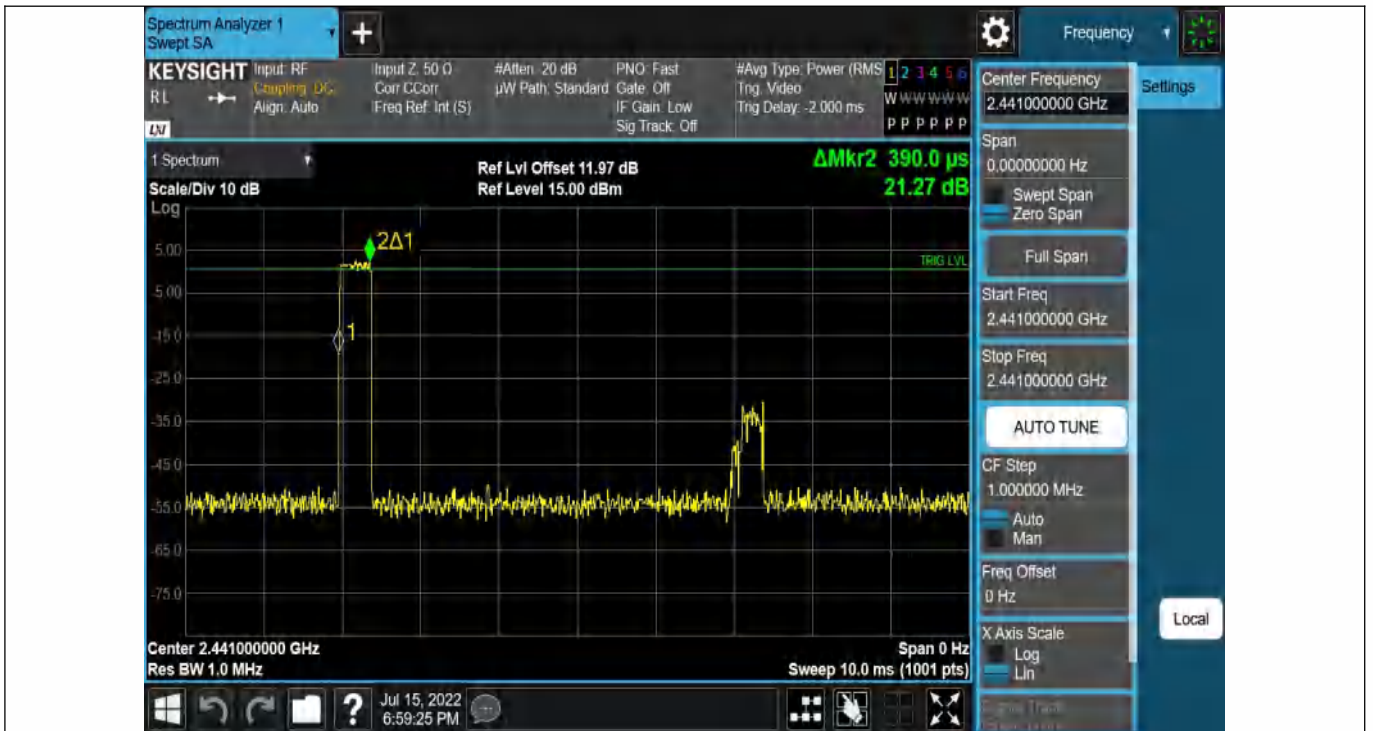 Spectrum Analyzer 1
Swept SA
+
Frequency
KEYSIGHT
RL
LXI
Input: RF
Coupling: DC
Align: Auto
Input Z: 50 Ω
Corr CCorr
Freq Ref: Int (S)
#Atten: 20 dB
µW Path: Standard
PNO: Fast
Gate: Off
IF Gain: Low
Sig Track: Off
#Avg Type: Power (RMS
Trig: Video
Trig Delay: -2.000 ms
1 2 3 4 5 6
W W W W W W
P P P P P P
Center Frequency
2.441000000 GHz
Settings
1 Spectrum
Ref Lvl Offset 11.97 dB
ΔMkr2 390.0 µs
Scale/Div 10 dB
Ref Level 15.00 dBm
21.27 dB
Log
Span
0.00000000 Hz
Swept Span
Zero Span
Full Span
Start Freq
2.441000000 GHz
Stop Freq
2.441000000 GHz
AUTO TUNE
CF Step
1.000000 MHz
Auto
Man
Freq Offset
0 Hz
X Axis Scale
Log
Lin
Local
2Δ1
5.00
TRIG LVL
-5.00
-15.0
1
-25.0
-35.0
-45.0
-55.0
-65.0
-75.0
Center 2.441000000 GHz
Span 0 Hz
Res BW 1.0 MHz
Sweep 10.0 ms (1001 pts)
?
Jul 15, 2022
6:59:25 PM